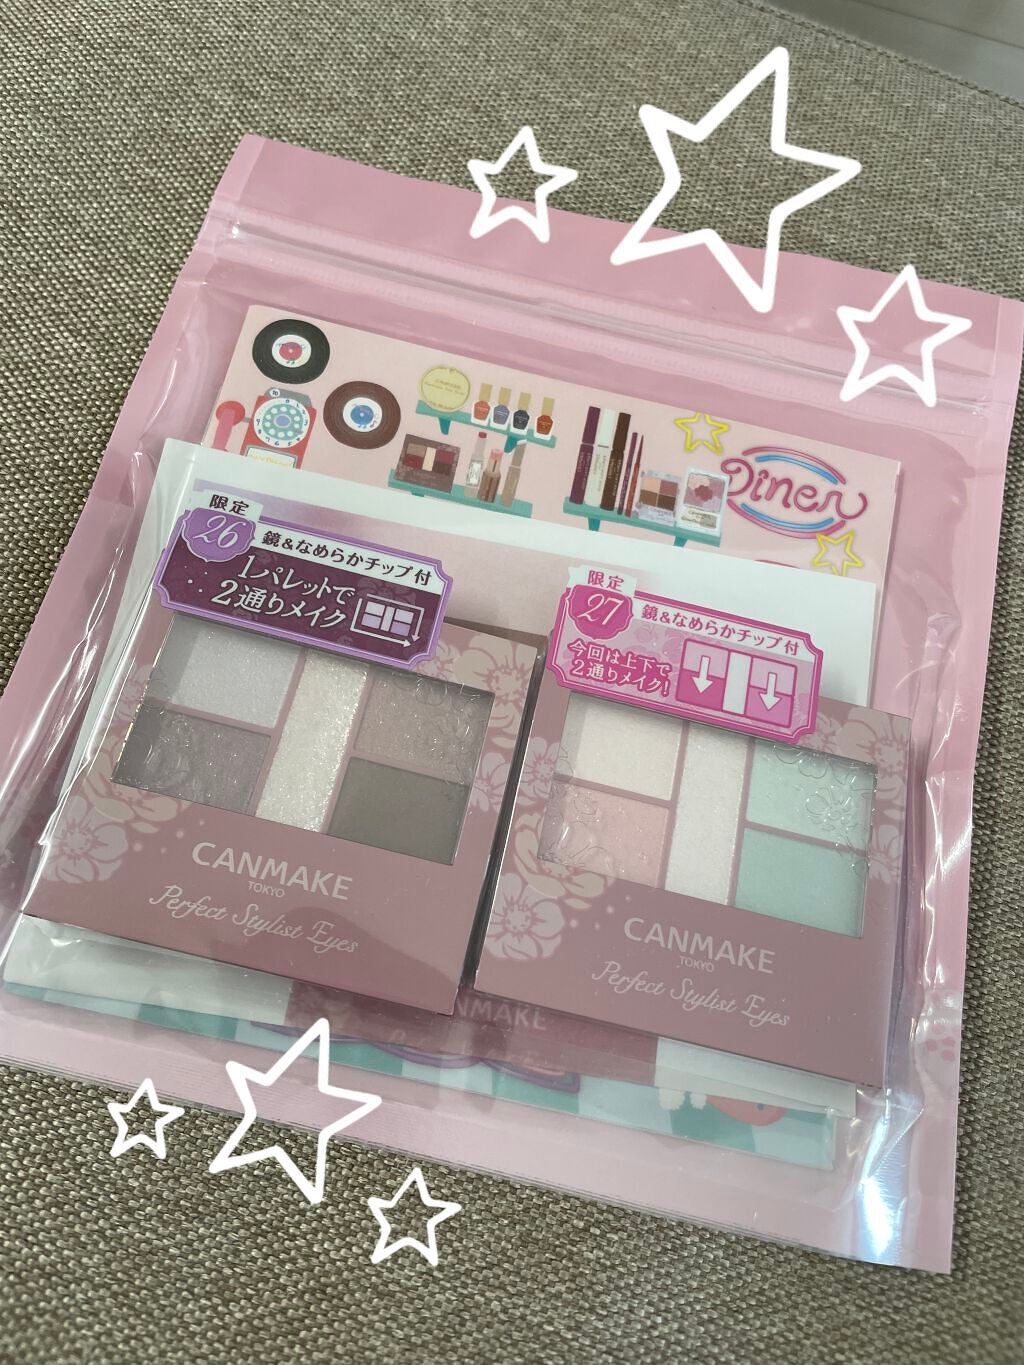 Diner
限定
26
鏡&なめらかチップ付
1パレットで
2通りメイク
限定
27
鏡&なめらかチップ付
今回は上下で
2通りメイク!
CANMAKE
TOKYO
Perfect Stylist Eyes
CANMAKE
TOKYO
Perfect Stylist Eyes
NMAKE